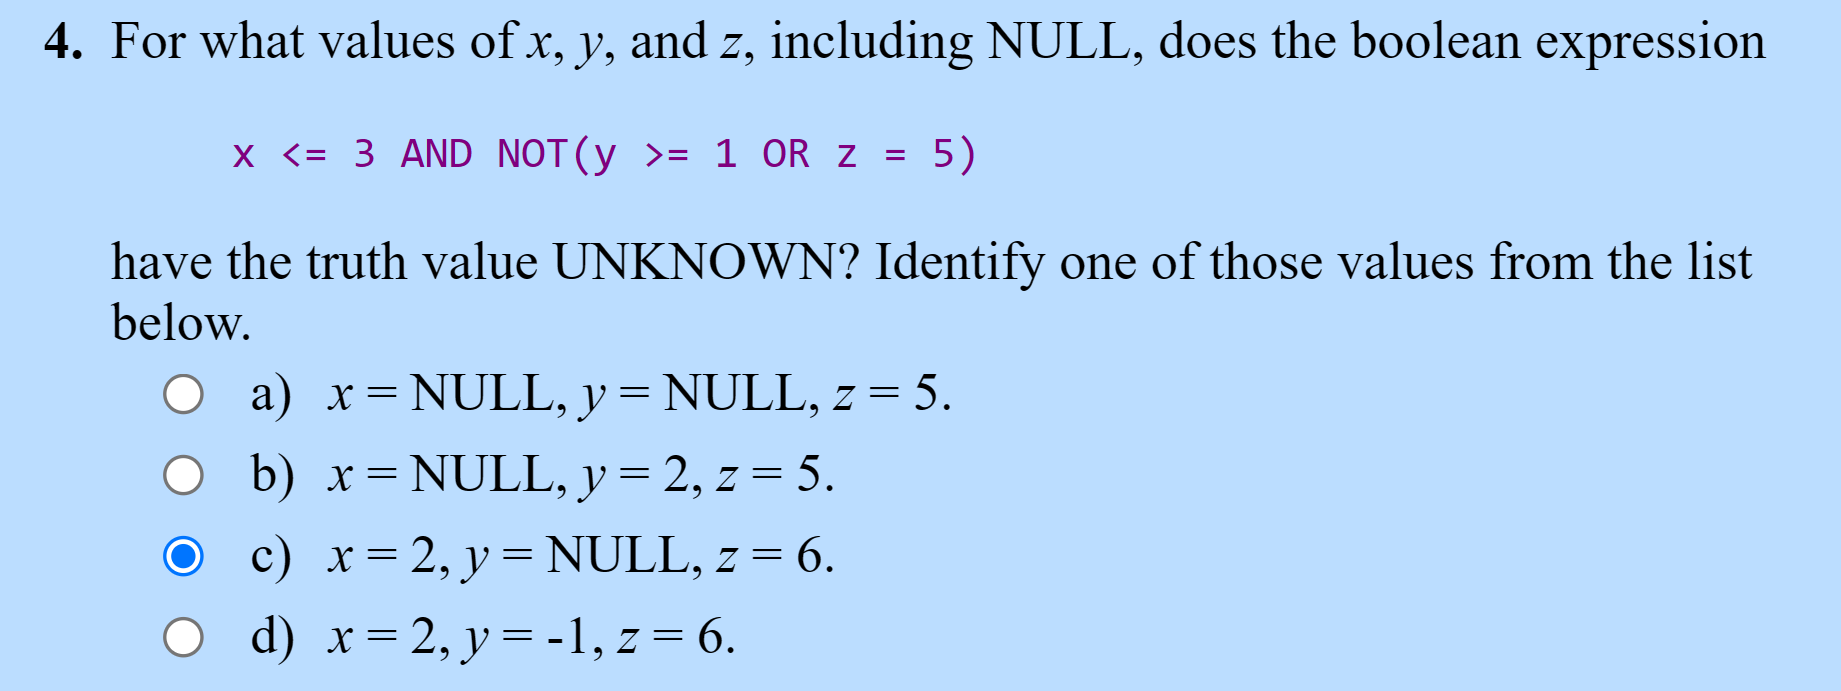 4. For what values of x, y, and z, including NULL, does the boolean expression
x <= 3 AND NOT(y >= 1 OR z = 5)
have the truth value UNKNOWN? Identify one of those values from the list
below.
a) x = NULL, y = NULL, z = 5.
b) x = NULL, y = 2, z = 5.
c) x = 2, y = NULL, z = 6.
d) x = 2, y = -1, z = 6.